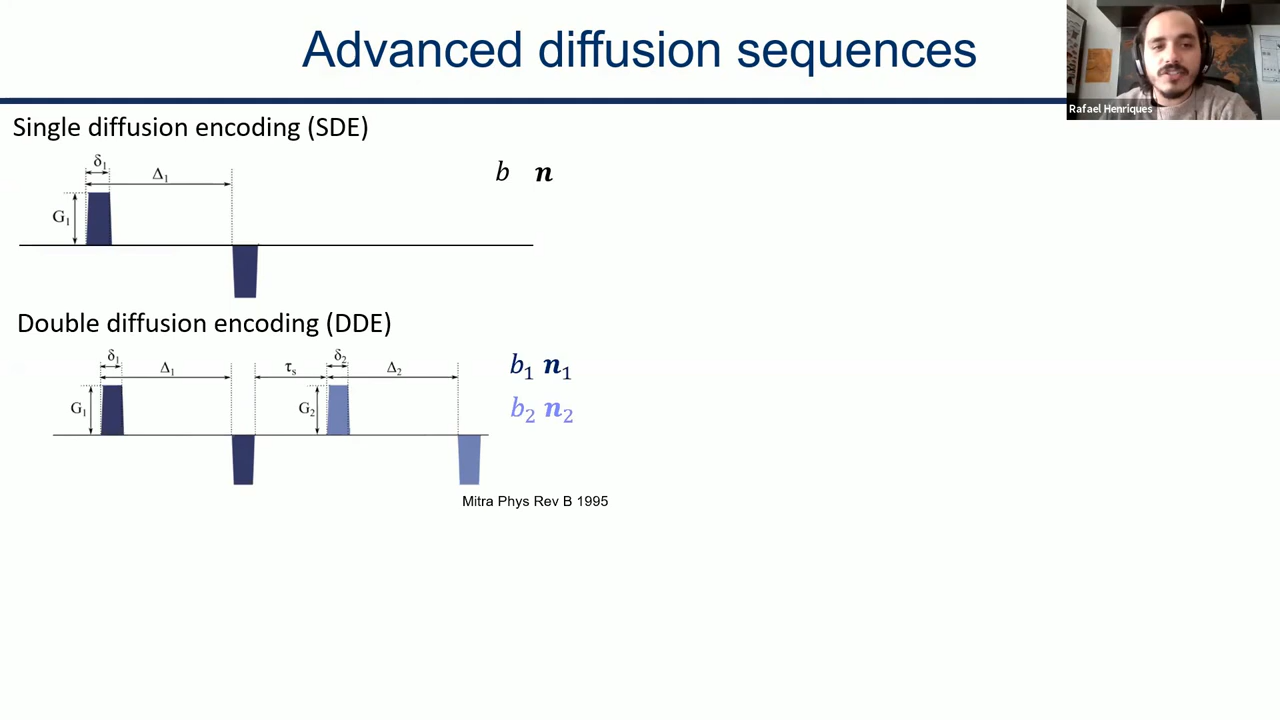 Advanced diffusion sequences
Rafael Henriques
Single diffusion encoding (SDE)
δ₁
Δ₁
G₁
b n
Double diffusion encoding (DDE)
δ₁ Δ₁ τₛ δ₂ Δ₂
G₁ G₂
b₁ n₁
b₂ n₂
Mitra Phys Rev B 1995